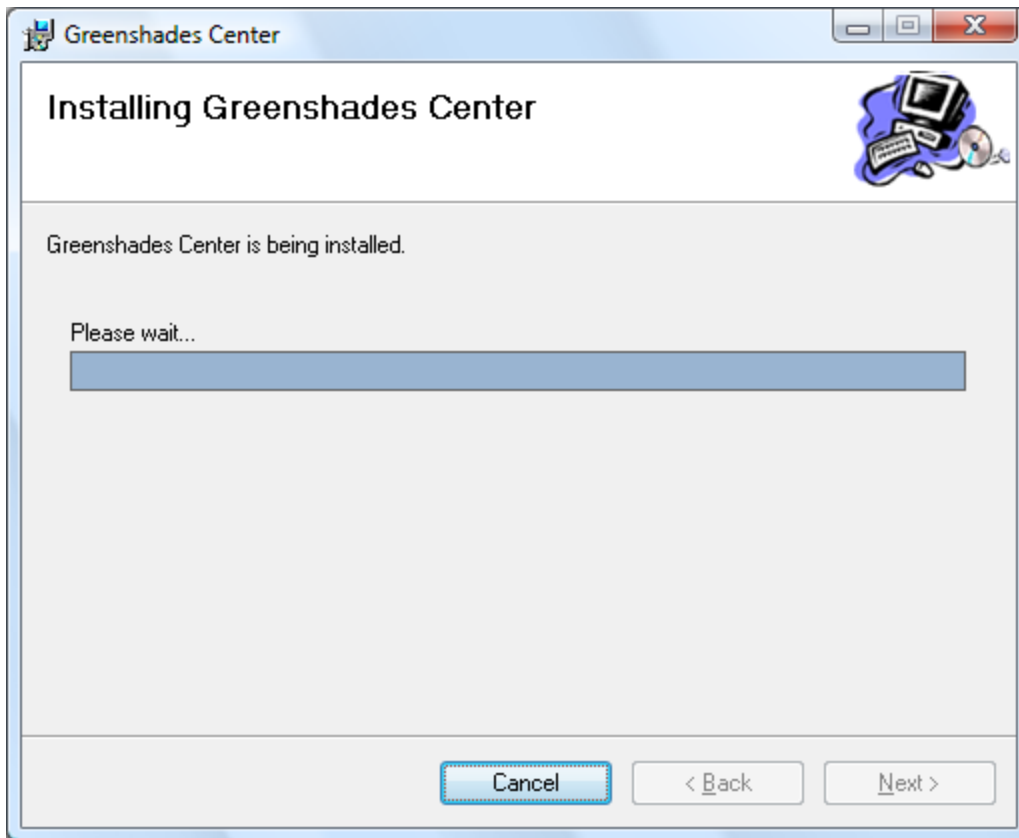 Greenshades Center
Installing Greenshades Center
Greenshades Center is being installed.
Please wait...
Cancel
< Back
Next >